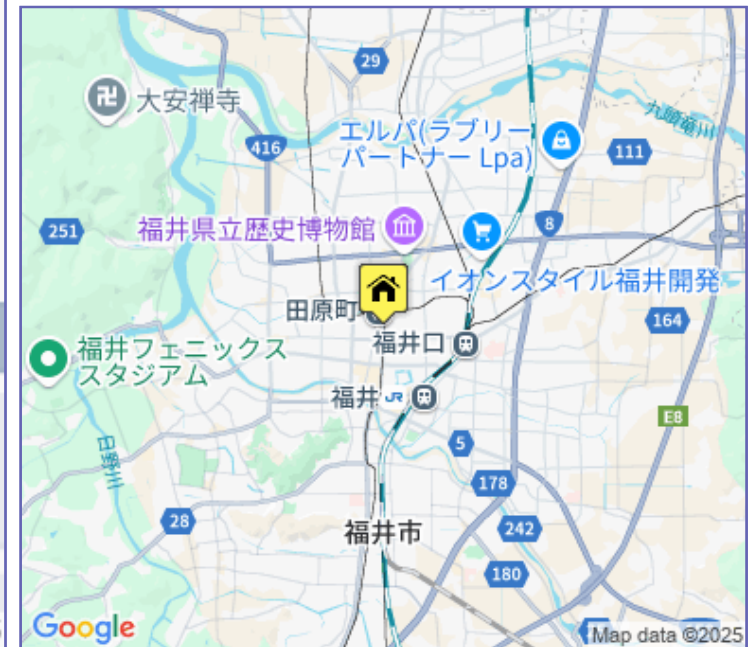 29
大安禅寺
九頭竜川
エルパ(ラブリー
パートナー Lpa)
416
111
251
福井県立歴史博物館
8
イオンスタイル福井開発
田原町
164
福井口
福井フェニックス
スタジアム
福井
JR
E8
日野川
5
178
28
福井市
242
180
Google
Map data ©2025